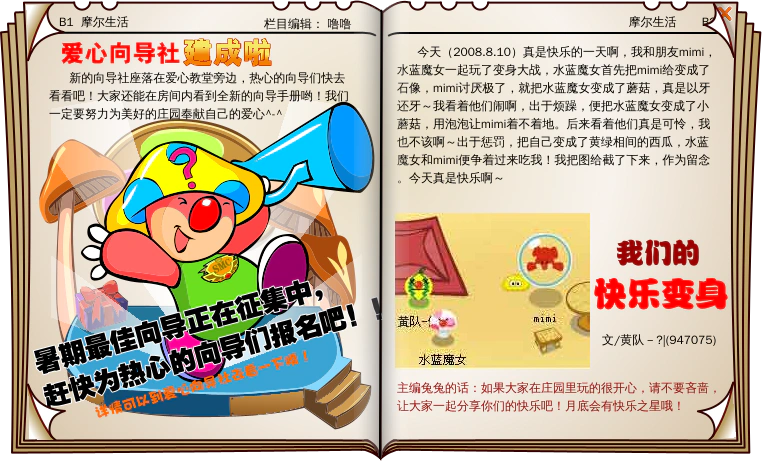 B1 摩尔生活
栏目编辑： 噜噜
爱心向导社 建成啦
新的向导社座落在爱心教堂旁边，热心的向导们快去
看看吧！大家还能在房间内看到全新的向导手册哟！我们
一定要努力为美好的庄园奉献自己的爱心^-^
?
SMC
暑期最佳向导正在征集中，
赶快为热心的向导们报名吧！！
详情可以到爱心向导社去看一下哦！
摩尔生活
今天（2008.8.10）真是快乐的一天啊，我和朋友mimi，
水蓝魔女一起玩了变身大战，水蓝魔女首先把mimi给变成了
石像，mimi讨厌极了，就把水蓝魔女变成了蘑菇，真是以牙
还牙～我看着他们闹啊，出于烦躁，便把水蓝魔女变成了小
蘑菇，用泡泡让mimi着不着地。后来看着他们真是可怜，我
也不该啊～出于惩罚，把自己变成了黄绿相间的西瓜，水蓝
魔女和mimi便争着过来吃我！我把图给截了下来，作为留念
。今天真是快乐啊～
黄队-
mimi
水蓝魔女
我们的
快乐变身
文/黄队－?|(947075)
主编兔兔的话：如果大家在庄园里玩的很开心，请不要吝啬，
让大家一起分享你们的快乐吧！月底会有快乐之星哦！